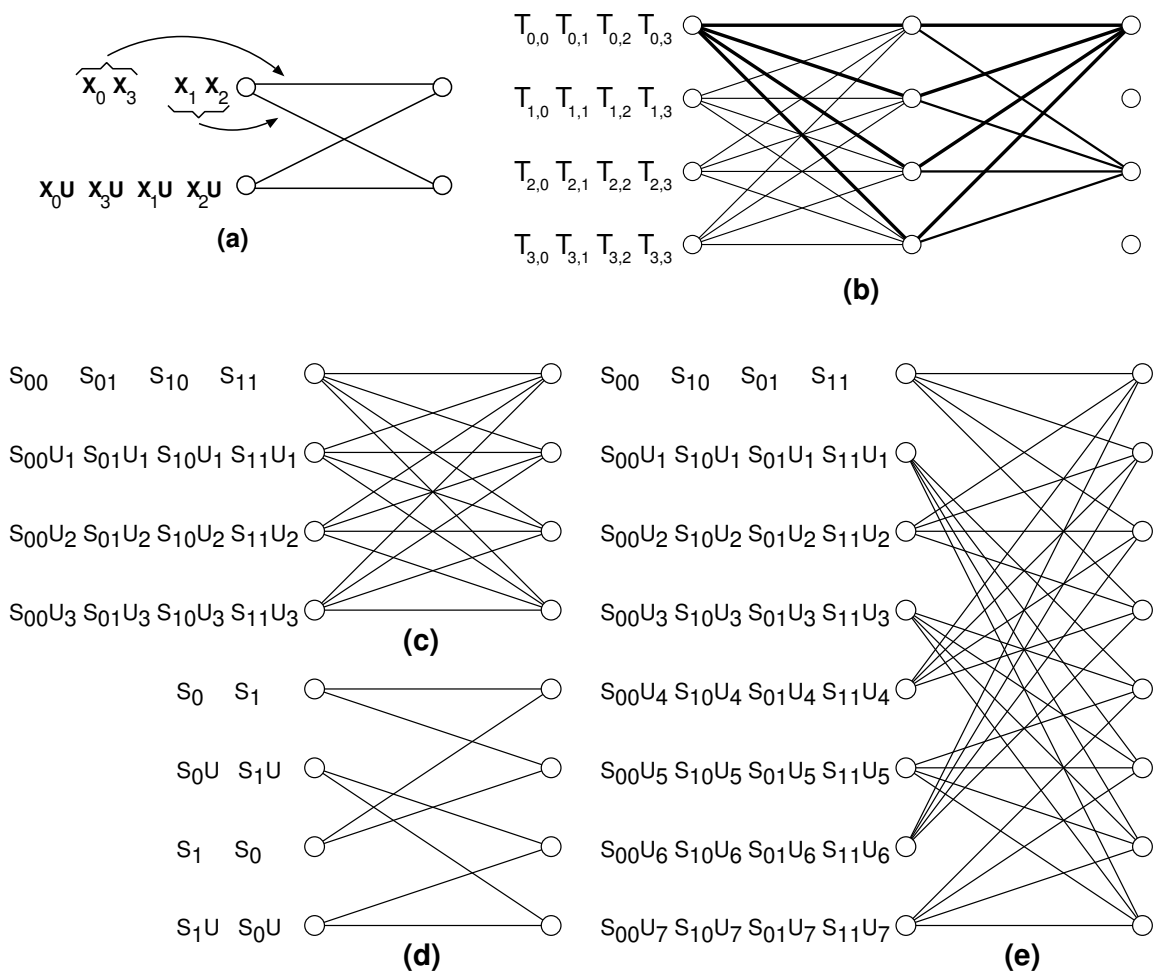 X0 X3 X1 X2
X0U X3U X1U X2U
(a)
T0,0 T0,1 T0,2 T0,3
T1,0 T1,1 T1,2 T1,3
T2,0 T2,1 T2,2 T2,3
T3,0 T3,1 T3,2 T3,3
(b)
S00 S01 S10 S11
S00U1 S01U1 S10U1 S11U1
S00U2 S01U2 S10U2 S11U2
S00U3 S01U3 S10U3 S11U3
(c)
S0 S1
S0U S1U
S1 S0
S1U S0U
(d)
S00 S10 S01 S11
S00U1 S10U1 S01U1 S11U1
S00U2 S10U2 S01U2 S11U2
S00U3 S10U3 S01U3 S11U3
S00U4 S10U4 S01U4 S11U4
S00U5 S10U5 S01U5 S11U5
S00U6 S10U6 S01U6 S11U6
S00U7 S10U7 S01U7 S11U7
(e)